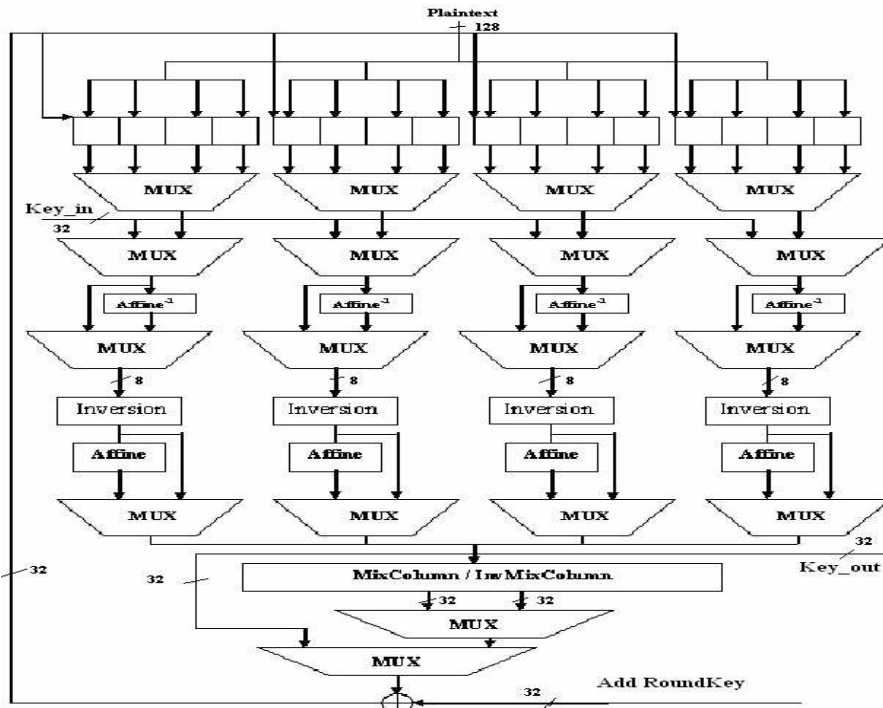 Plaintext
128
MUX MUX MUX MUX
Key_in
32
MUX MUX MUX MUX
Affine-1 Affine-1 Affine-1 Affine-1
MUX MUX MUX MUX
8 8 8 8
Inversion Inversion Inversion Inversion
Affine Affine Affine Affine
MUX MUX MUX MUX
32
Key_out
32 32
MixColumn / InvMixColumn
32 32
MUX
MUX
32 Add RoundKey